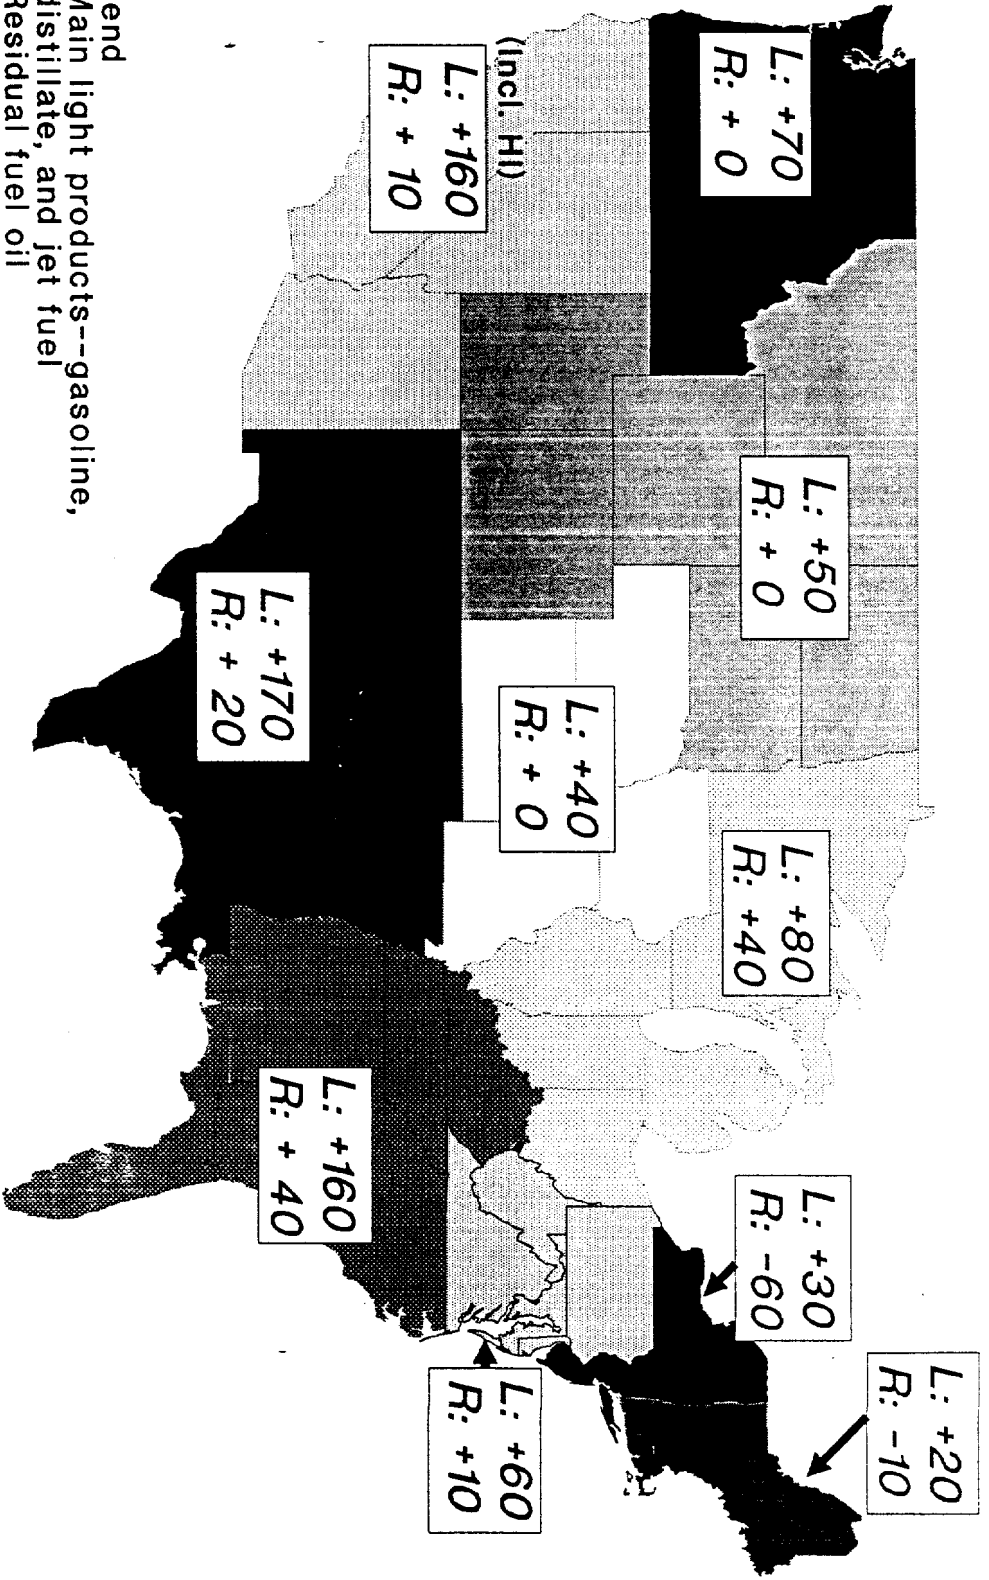 L: +70
R: + 0
(Incl. HI)
L: +160
R: + 10
L: +50
R: + 0
L: +40
R: + 0
L: +170
R: + 20
L: +80
R: +40
L: +160
R: + 40
L: +30
R: -60
L: +20
R: -10
L: +60
R: +10
end
Main light products--gasoline,
distillate, and jet fuel
Residual fuel oil